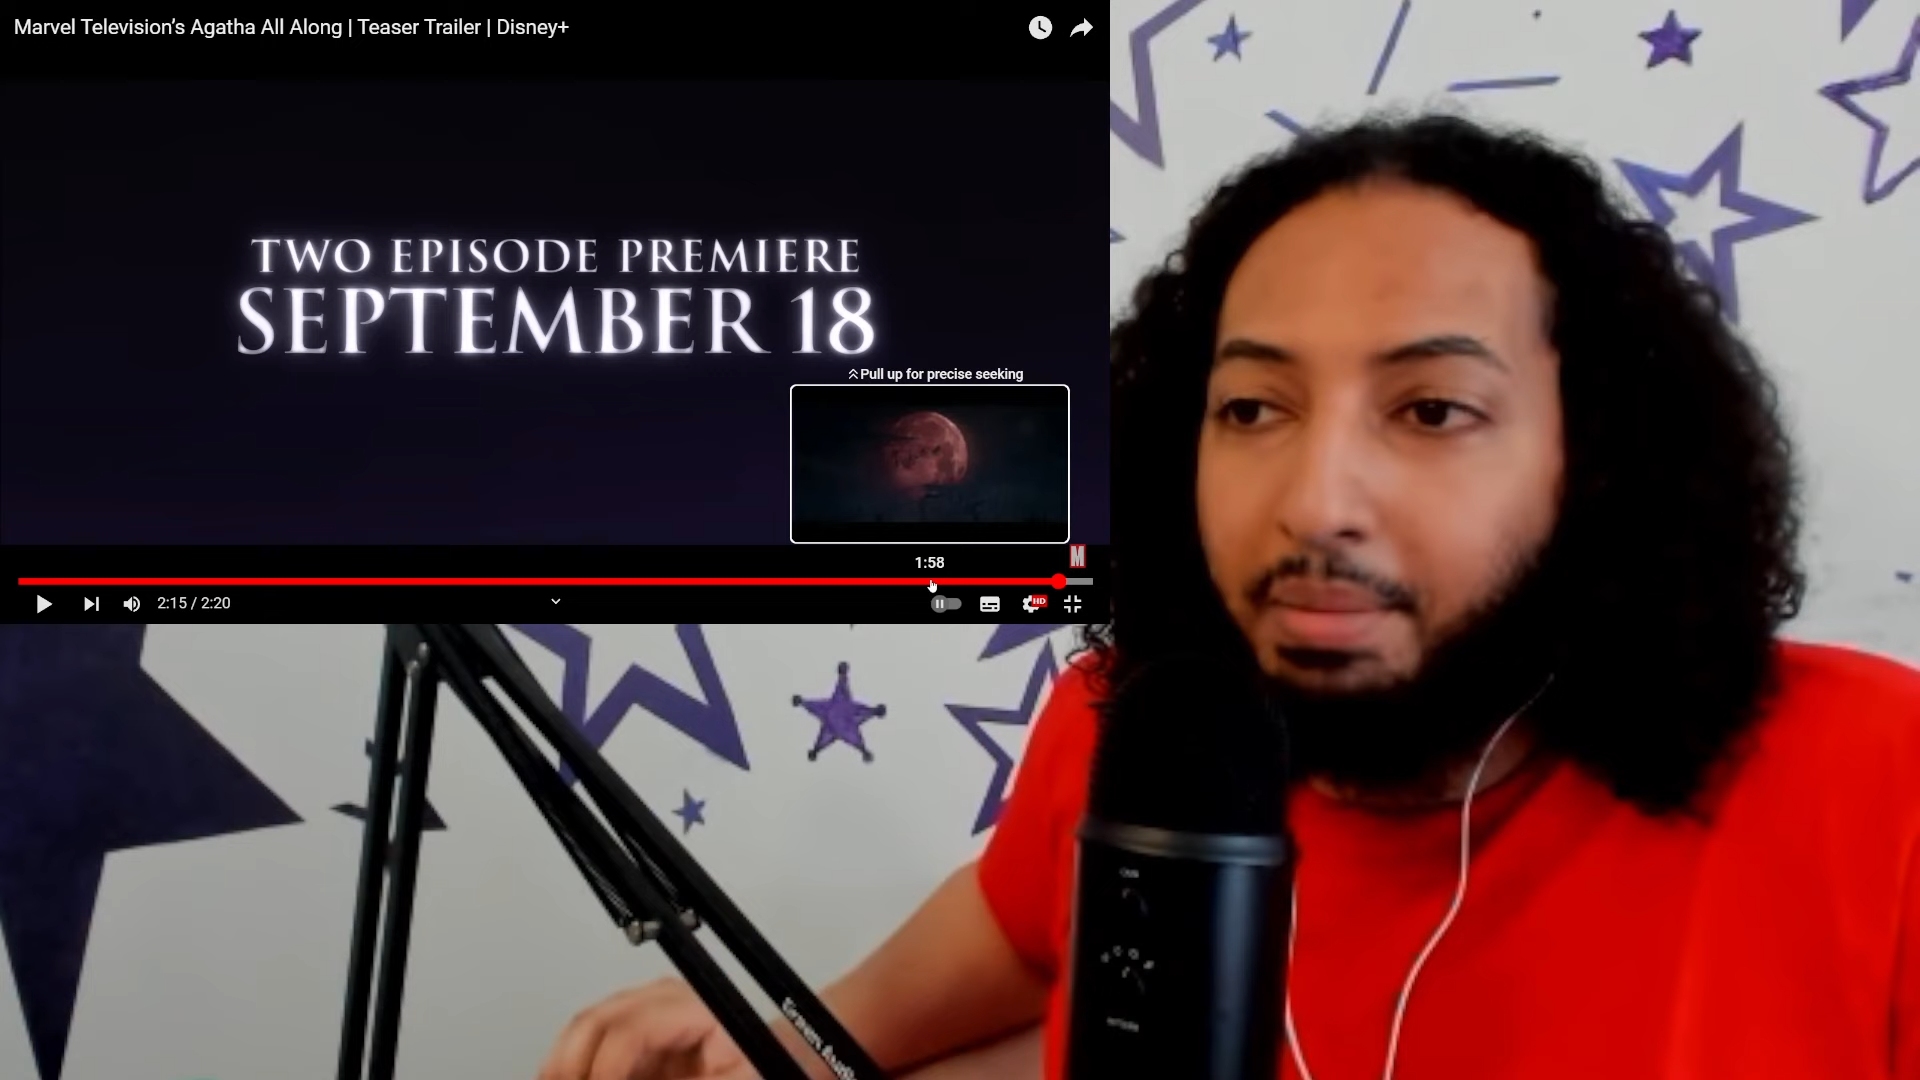 Marvel Television’s Agatha All Along | Teaser Trailer | Disney+
TWO EPISODE PREMIERE
SEPTEMBER 18
Pull up for precise seeking
M
1:58
2:15 / 2:20
HD